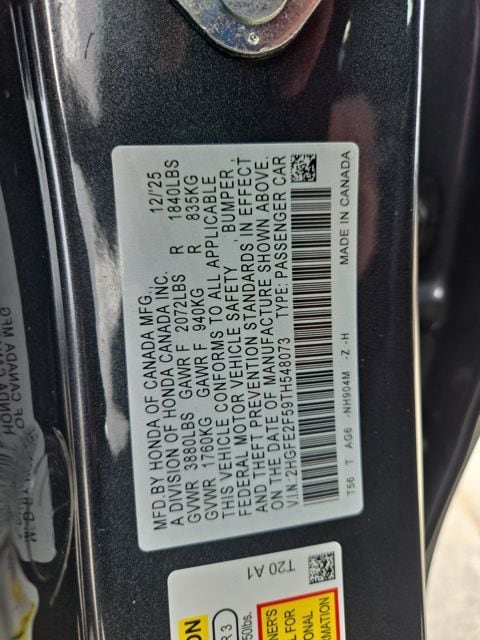 MFD.BY HONDA OF CANADA MFG., 12/'25
A DIVISION OF HONDA CANADA INC.
GVWR 3880LBS GAWR F 2072LBS R 1840LBS
GVWR 1760KG GAWR F 940KG R 835KG
THIS VEHICLE CONFORMS TO ALL APPLICABLE
FEDERAL MOTOR VEHICLE SAFETY , BUMPER ,
AND THEFT PREVENTION STANDARDS IN EFFECT
ON THE DATE OF MANUFACTURE SHOWN ABOVE.
V.I.N.:2HGFE2F59TH548073 TYPE: PASSENGER CAR
T56 T AG6 -NH904M -Z -H MADE IN CANADA
T20 A1